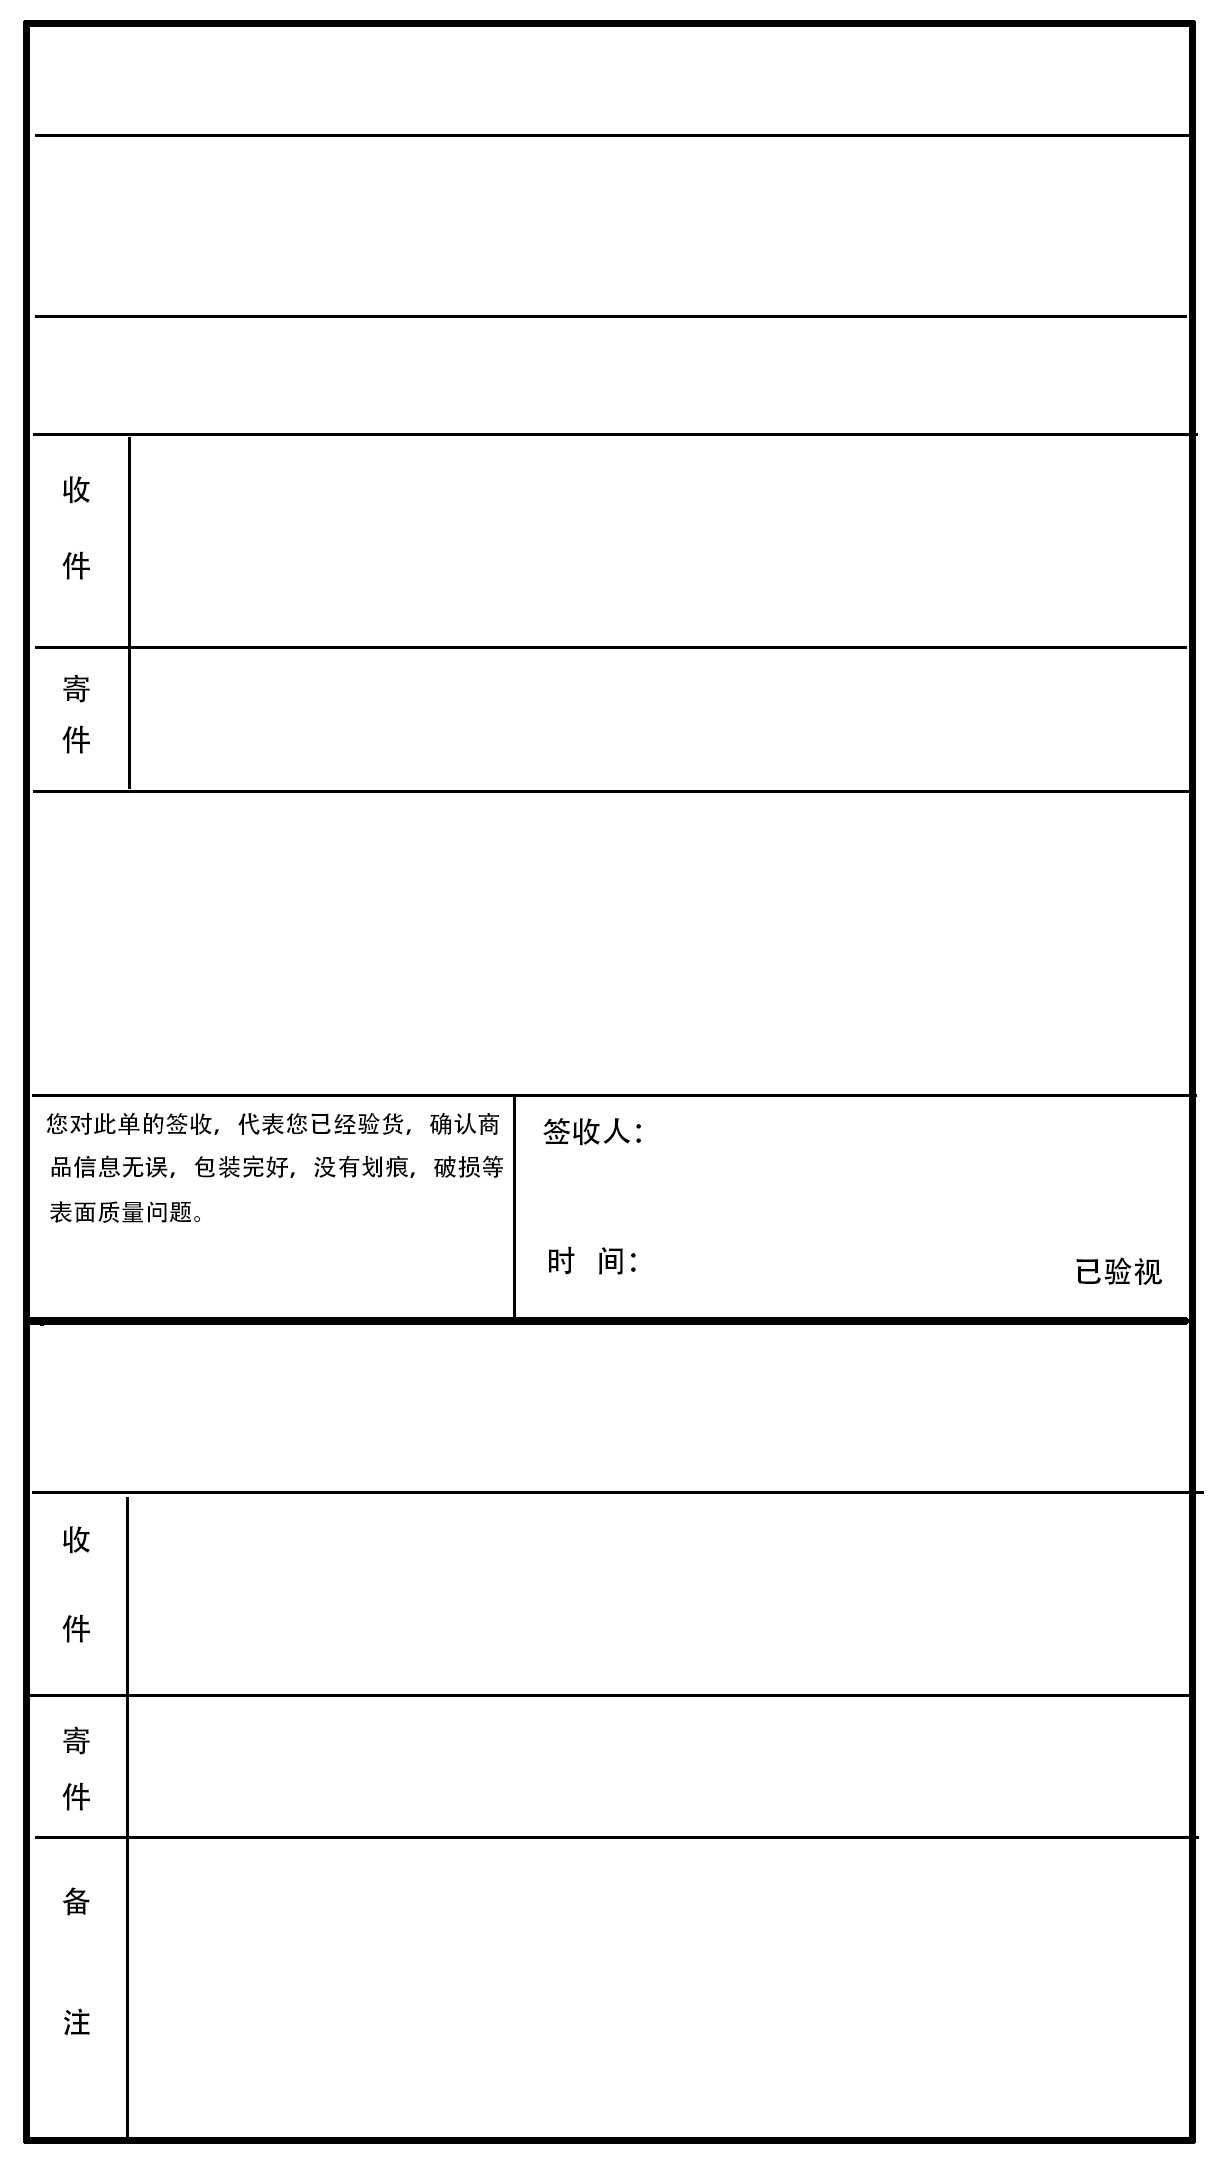 收
件
寄
件
您对此单的签收，代表您已经验货，确认商
品信息无误，包装完好，没有划痕，破损等
表面质量问题。
签收人：
时 间：
已验视
收
件
寄
件
备
注